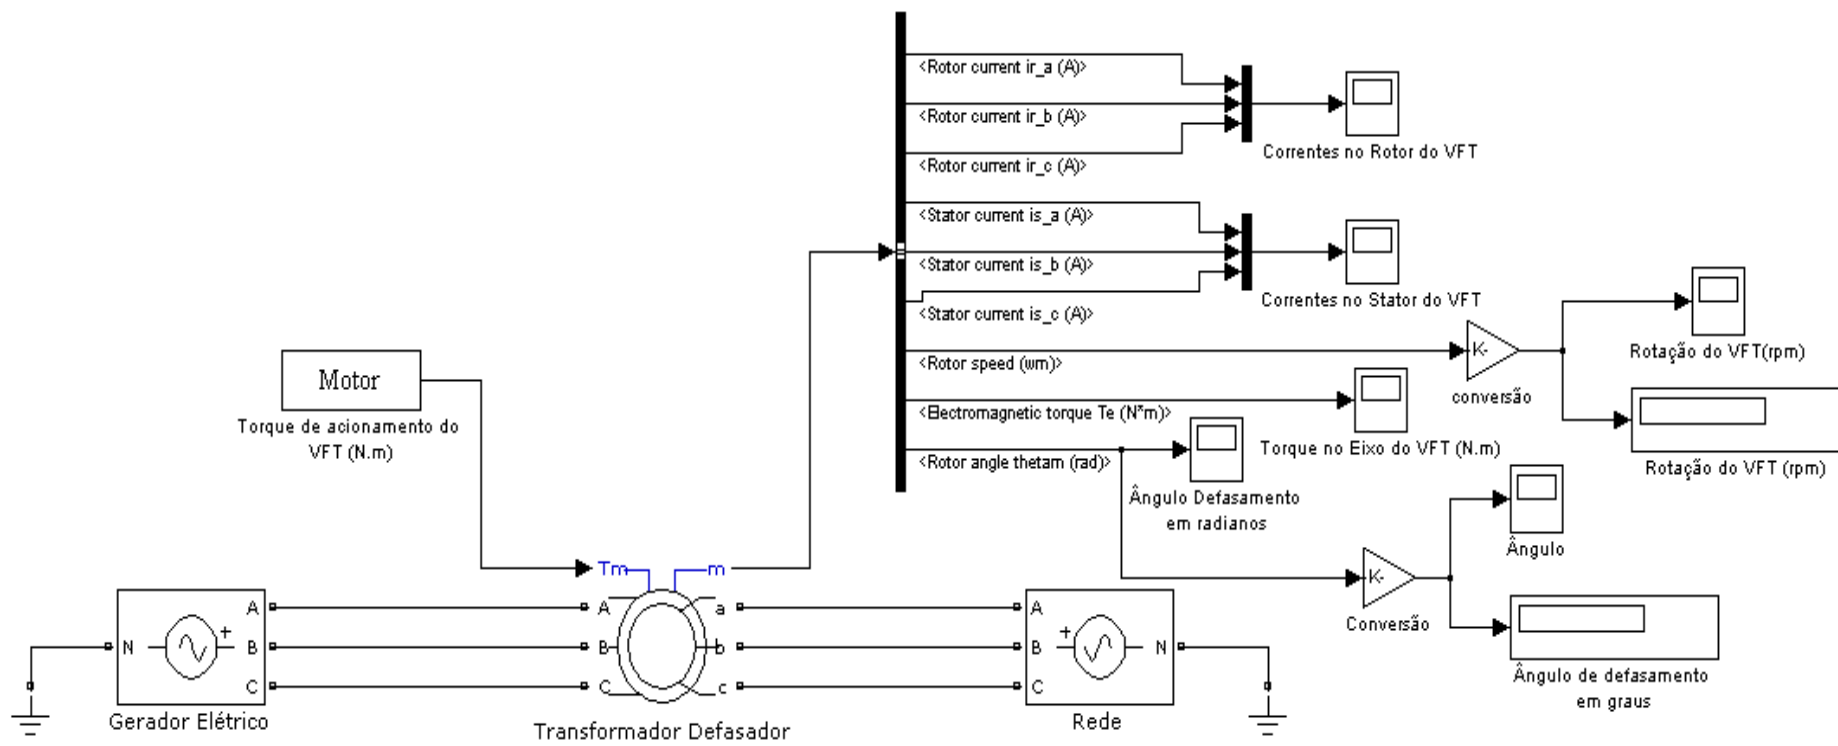 <Rotor current ir_a (A)>
<Rotor current ir_b (A)>
<Rotor current ir_c (A)>
Correntes no Rotor do VFT
<Stator current is_a (A)>
<Stator current is_b (A)>
<Stator current is_c (A)>
Correntes no Stator do VFT
<Rotor speed (wm)>
K-
conversão
Rotação do VFT(rpm)
Rotação do VFT (rpm)
<Electromagnetic torque Te (N*m)>
Torque no Eixo do VFT (N.m)
<Rotor angle thetam (rad)>
Ângulo Defasamento
em radianos
K-
Conversão
Ângulo
Ângulo de defasamento
em graus
Motor
Torque de acionamento do
VFT (N.m)
N
+
A
B
C
Gerador Elétrico
Tm
m
A
B
C
a
b
c
Transformador Defasador
A
B
C
+
N
Rede